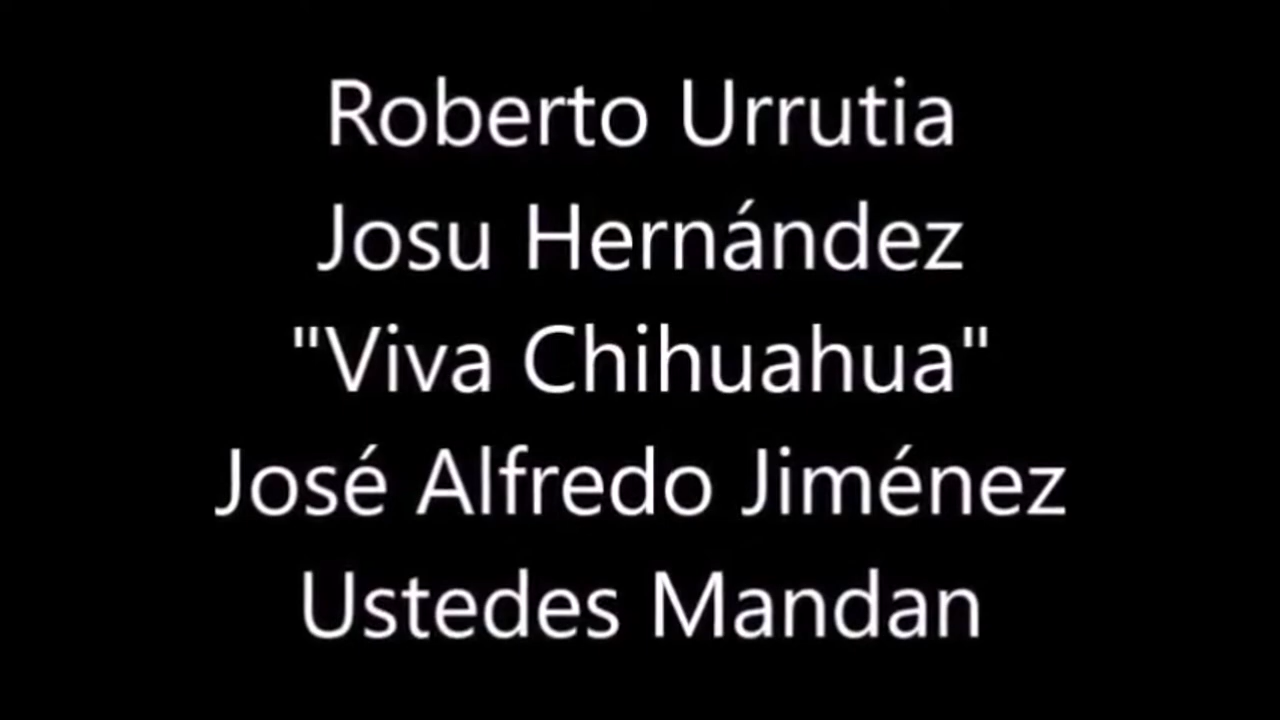 Roberto Urrutia
Josu Hernández
"Viva Chihuahua"
José Alfredo Jiménez
Ustedes Mandan